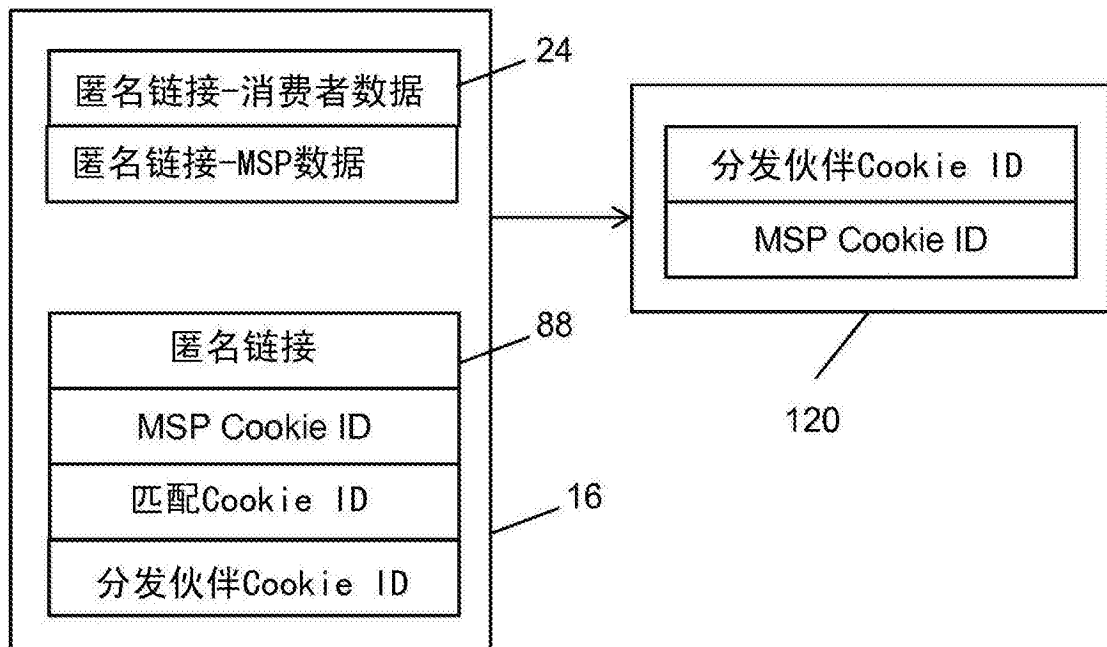 匿名链接-消费者数据
匿名链接-MSP数据
24
匿名链接
MSP Cookie ID
匹配Cookie ID
分发伙伴Cookie ID
88
16
分发伙伴Cookie ID
MSP Cookie ID
120